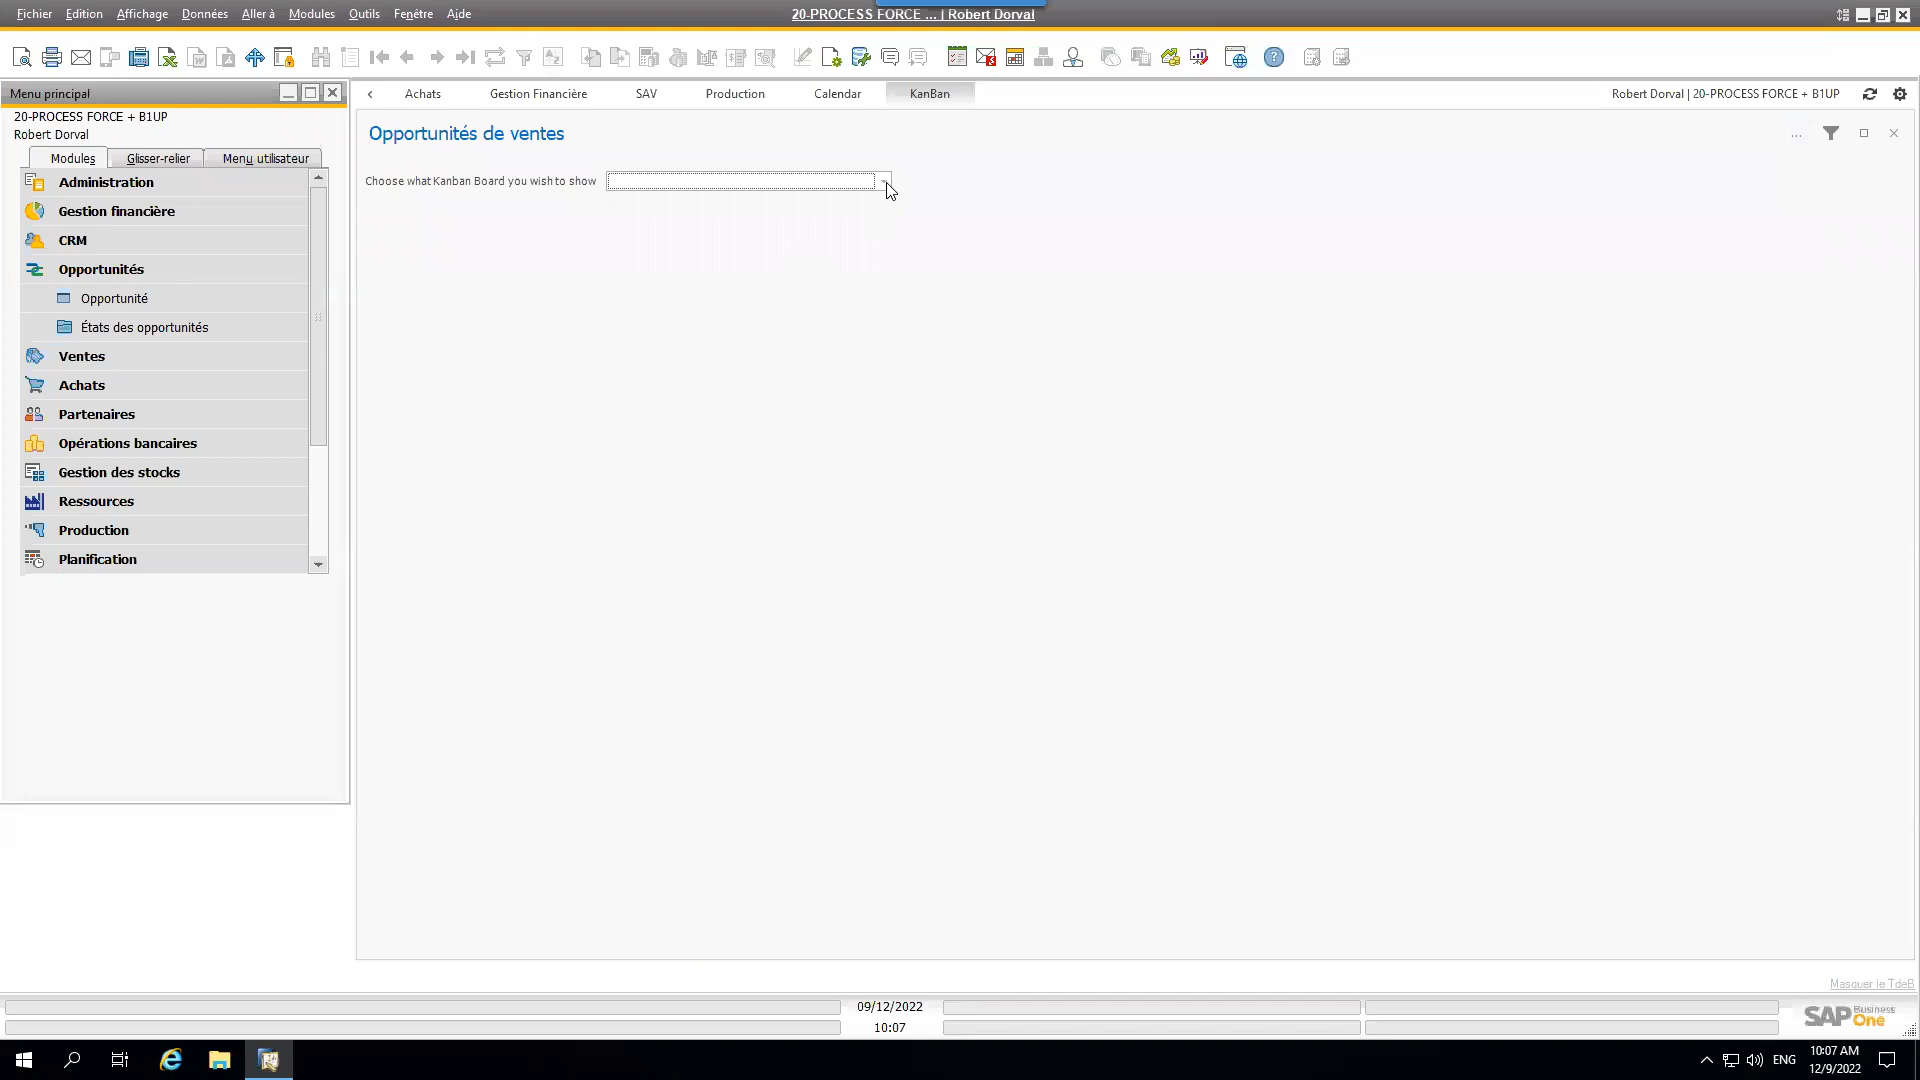 Fichier Edition Affichage Données Aller à Modules Outils Fenêtre Aide
20-PROCESS FORCE ... | Robert Dorval
Menu principal
20-PROCESS FORCE + B1UP
Robert Dorval
Modules Glisser-relier Menu utilisateur
Administration
Gestion financière
CRM
Opportunités
Opportunité
États des opportunités
Ventes
Achats
Partenaires
Opérations bancaires
Gestion des stocks
Ressources
Production
Planification
Achats Gestion Financière SAV Production Calendar KanBan
Robert Dorval | 20-PROCESS FORCE + B1UP
Opportunités de ventes
Choose what Kanban Board you wish to show
Masquer le TdeB
09/12/2022
10:07
SAP Business One
ENG
10:07 AM
12/9/2022